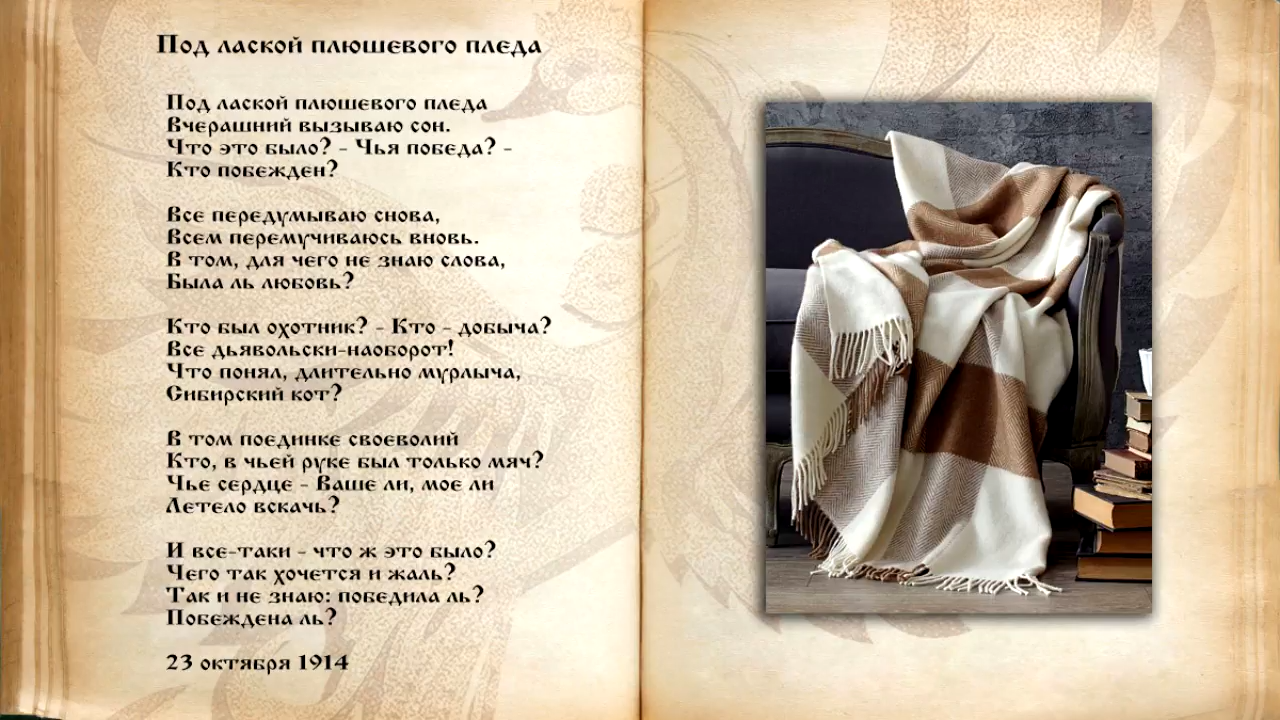 Под лаской плюшевого пледа
Под лаской плюшевого пледа
Вчерашний вызываю сон.
Что это было? - Чья победа? -
Кто побежден?
Все передумываю снова,
Всем перемучиваюсь вновь.
В том, для чего не знаю слова,
Была ль любовь?
Кто был охотник? - Кто - добыча?
Все дьявольски-наоборот!
Что понял, длительно мурлыча,
Сибирский кот?
В том поединке своеволий
Кто, в чьей руке был только мяч?
Чье сердце - Ваше ли, мое ли
Летело вскачь?
И все-таки - что ж это было?
Чего так хочется и жаль?
Так и не знаю: победила ль?
Побеждена ль?
23 октября 1914